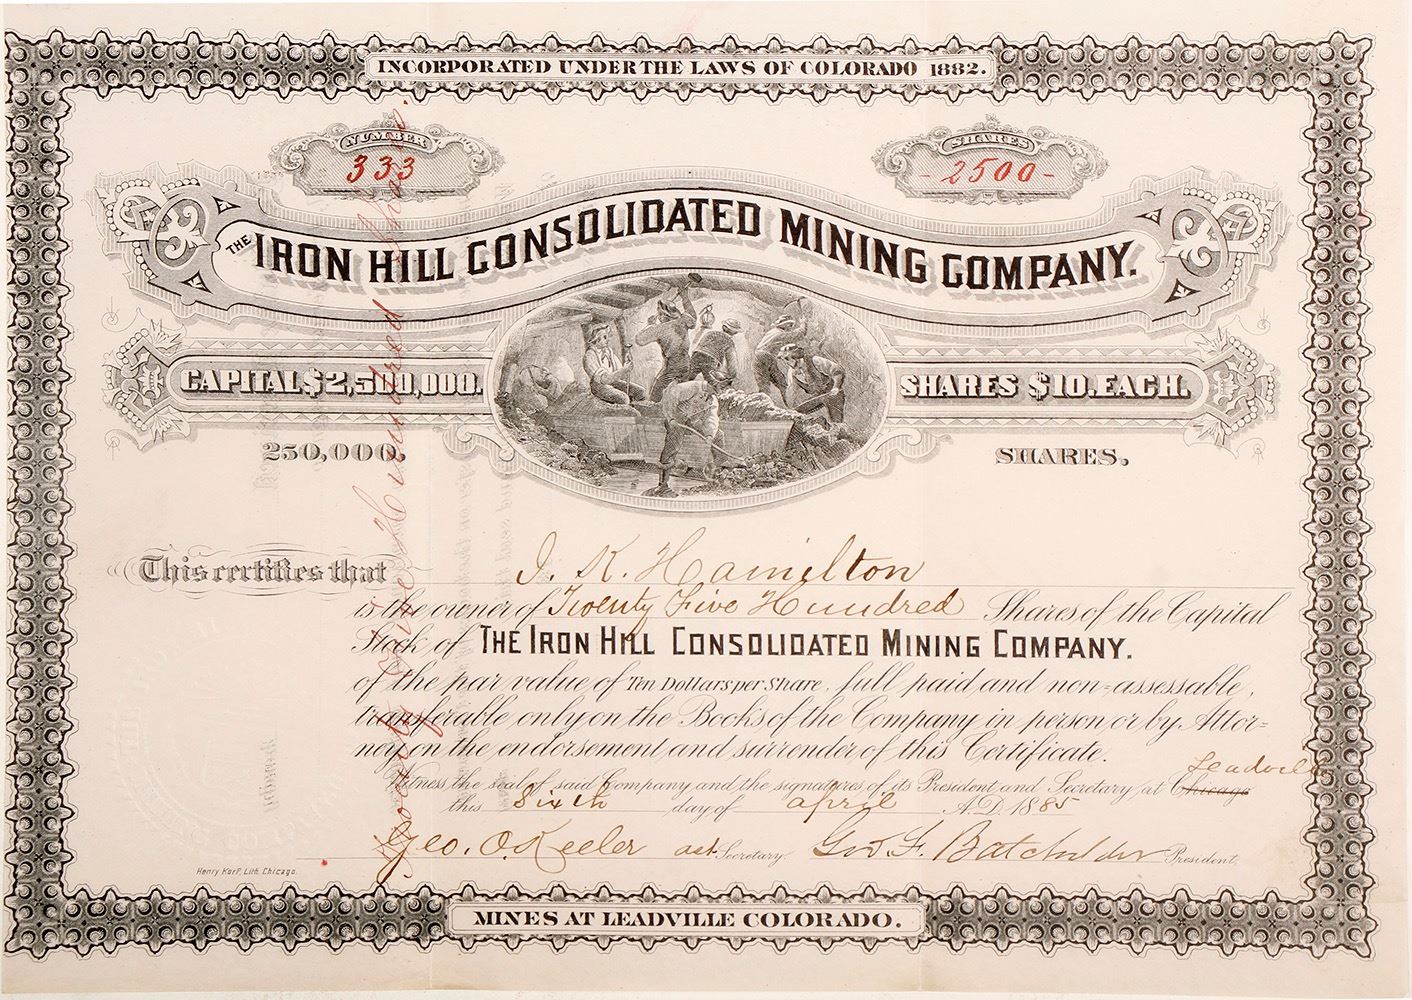 INCORPORATED UNDER THE LAWS OF COLORADO 1882.
NUMBER
333
SHARES
-2500-
THE IRON HILL CONSOLIDATED MINING COMPANY.
CAPITAL $2,500,000.
SHARES $10. EACH.
250,000.
SHARES.
Twenty Five Hundred Shares
This certifies that J. K. Hamilton
is the owner of Twenty Five Hundred Shares of the Capital
Stock of THE IRON HILL CONSOLIDATED MINING COMPANY.
of the par value of Ten Dollars per Share, full paid and non-assessable,
transferable only on the Books of the Company in person or by Attor-
ney on the endorsement and surrender of this Certificate.
Leadville
Witness the seal of said Company and the signatures of its President and Secretary, at Chicago
this Sixth day of April A.D. 1885
Geo. O. Keeler act. Secretary. Geo. F. Batchelder President.
Henry Karf, Lith. Chicago.
MINES AT LEADVILLE COLORADO.